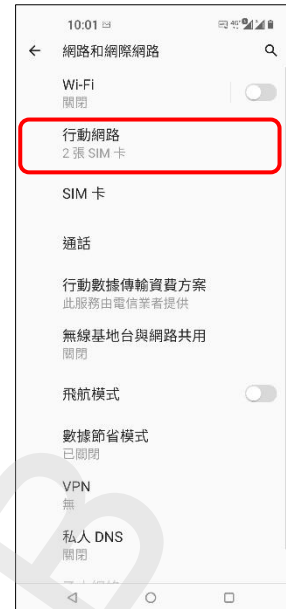 10:01
網路和網際網路
Wi-Fi
關閉
行動網路
2 張 SIM 卡
SIM 卡
通話
行動數據傳輸資費方案
此服務由電信業者提供
無線基地台與網路共用
關閉
飛航模式
數據節省模式
已關閉
VPN
無
私人 DNS
關閉